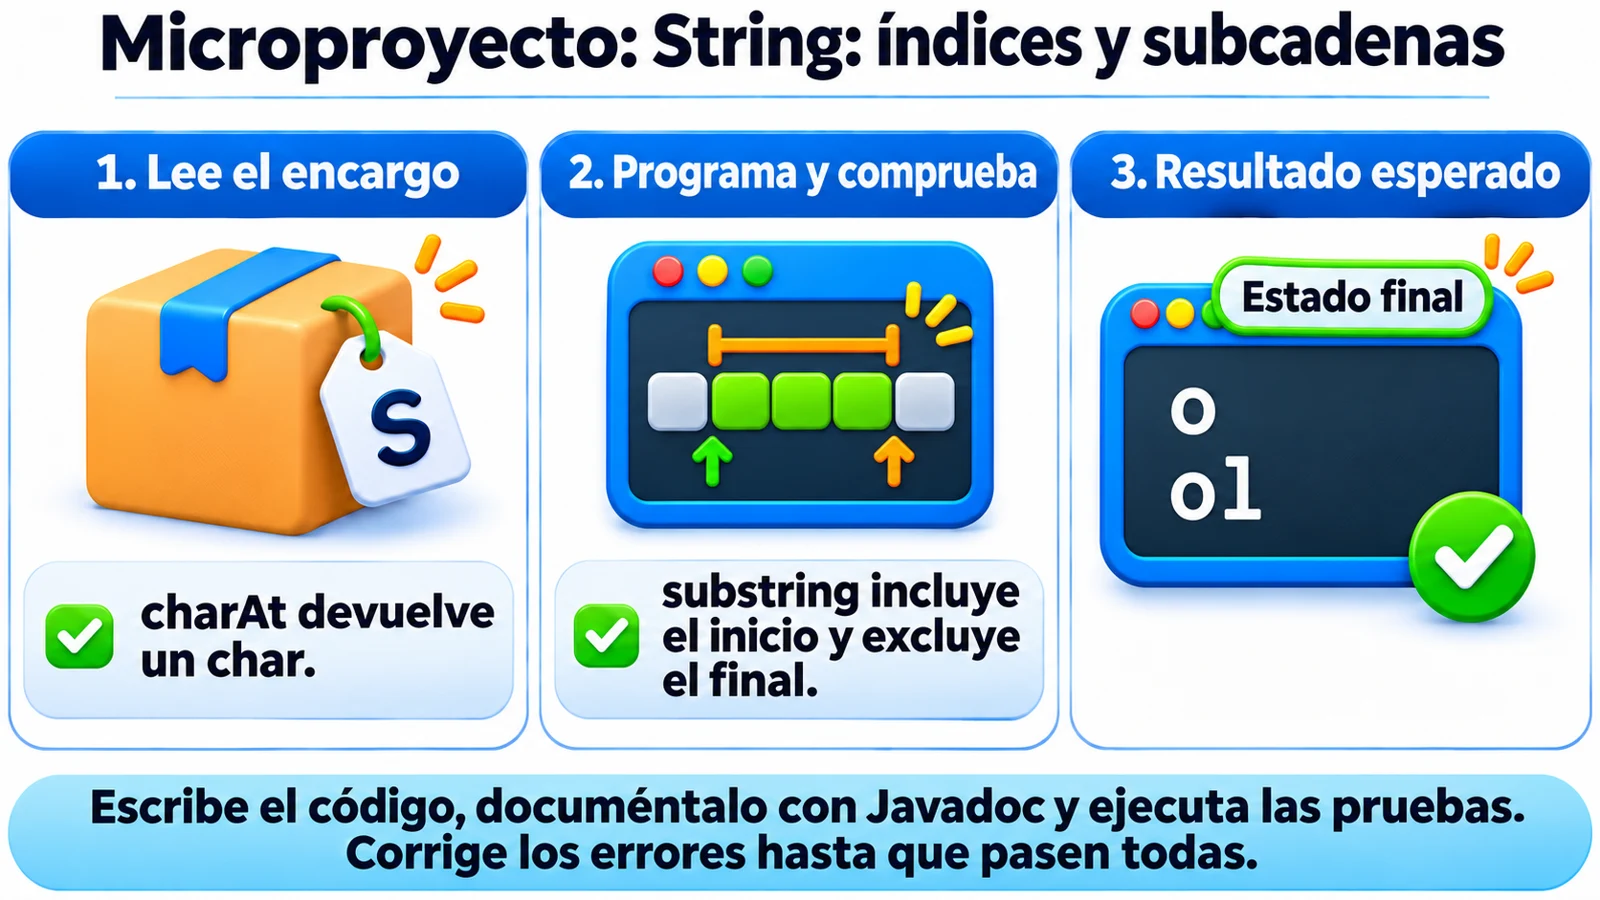 Microproyecto: String: índices y subcadenas
1. Lee el encargo
S
charAt devuelve
un char.
2. Programa y comprueba
substring incluye
el inicio y excluye
el final.
3. Resultado esperado
Estado final
o
ol
Escribe el código, documéntalo con Javadoc y ejecuta las pruebas.
Corrige los errores hasta que pasen todas.